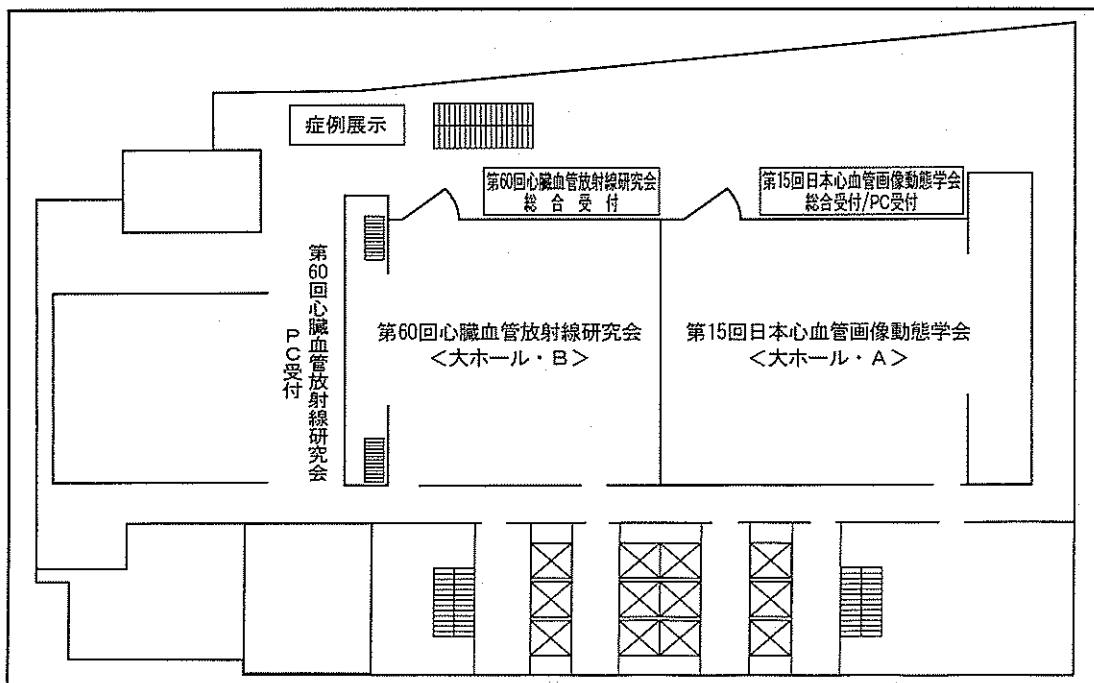 症例展示
第60回心臓血管放射線研究会
総合受付
第15回日本心血管画像動態学会
総合受付/PC受付
第60回心臓血管放射線研究会
PC受付
第60回心臓血管放射線研究会
<大ホール・B>
第15回日本心血管画像動態学会
<大ホール・A>